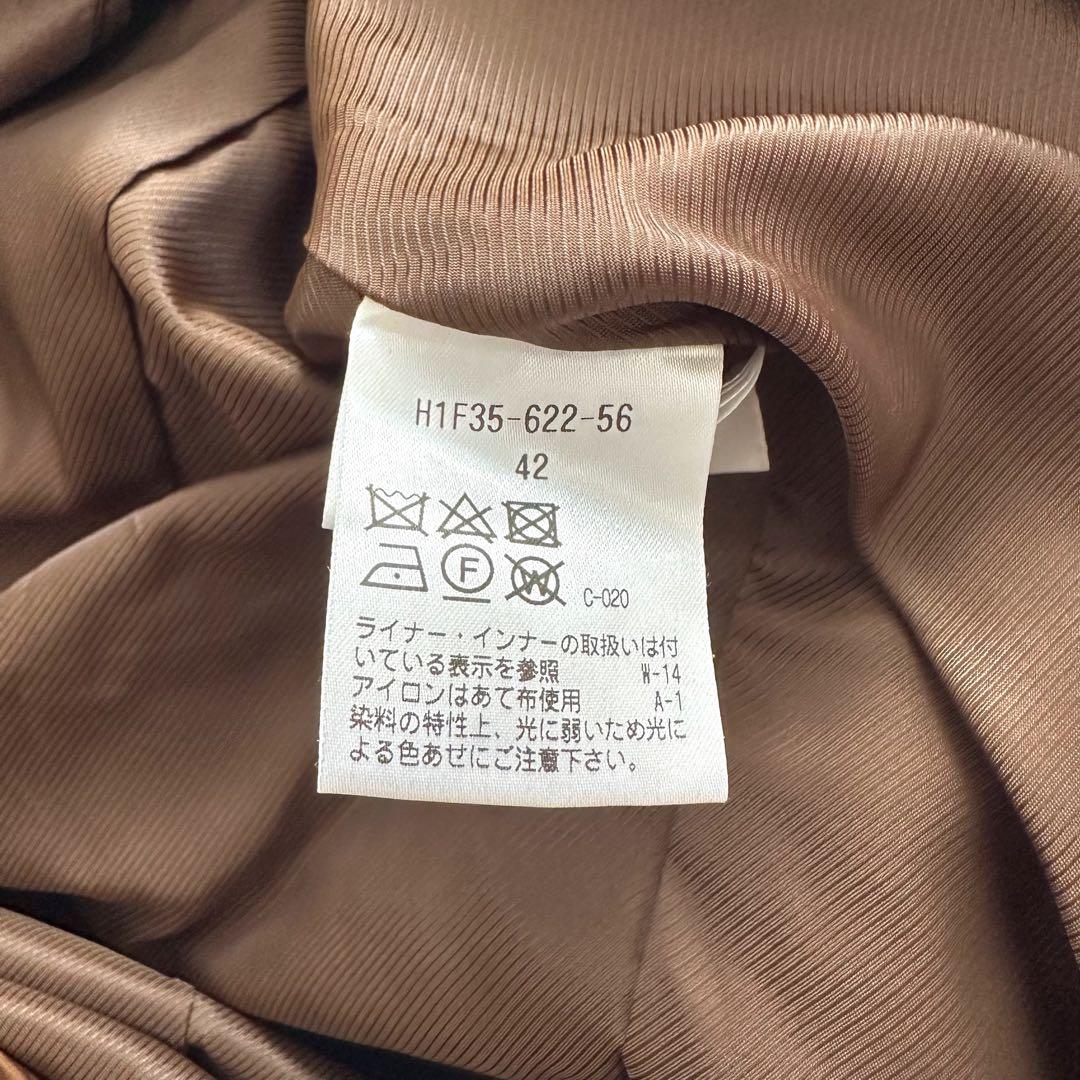 H1F35-622-56
42
F W C-020
ライナー・インナーの取扱いは付
いている表示を参照 W-14
アイロンはあて布使用 A-1
染料の特性上、光に弱いため光に
よる色あせにご注意下さい。